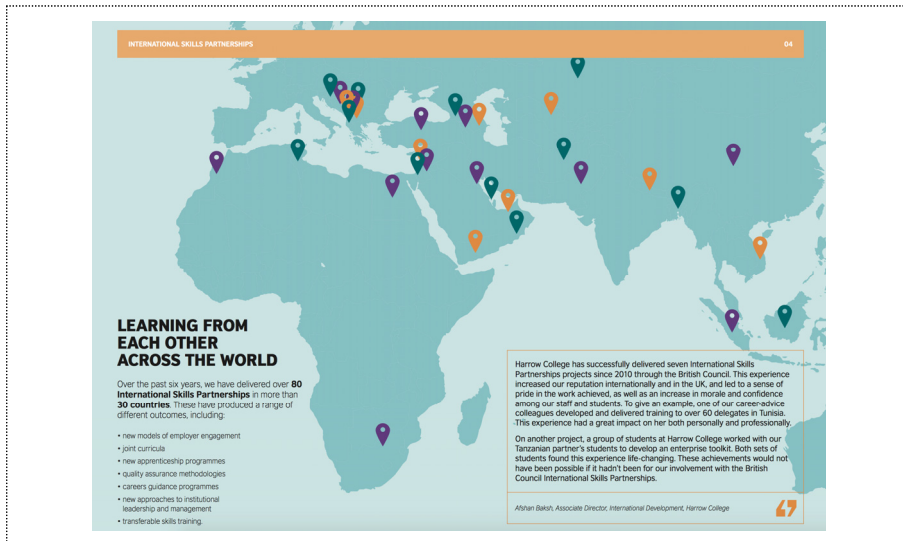 INTERNATIONAL SKILLS PARTNERSHIPS
04
LEARNING FROM
EACH OTHER
ACROSS THE WORLD
Over the past six years, we have delivered over 80
International Skills Partnerships in more than
30 countries. These have produced a range of
different outcomes, including:
• new models of employer engagement
• joint curricula
• new apprenticeship programmes
• quality assurance methodologies
• careers guidance programmes
• new approaches to institutional
leadership and management
• transferable skills training.
Harrow College has successfully delivered seven International Skills
Partnerships projects since 2010 through the British Council. This experience
increased our reputation internationally and in the UK, and led to a sense of
pride in the work achieved, as well as an increase in morale and confidence
among our staff and students. To give an example, one of our career-advice
colleagues developed and delivered training to over 60 delegates in Tunisia.
This experience had a great impact on her both personally and professionally.
On another project, a group of students at Harrow College worked with our
Tanzanian partner's students to develop an enterprise toolkit. Both sets of
students found this experience life-changing. These achievements would not
have been possible if it hadn't been for our involvement with the British
Council International Skills Partnerships.
Afshan Baksh, Associate Director, International Development, Harrow College